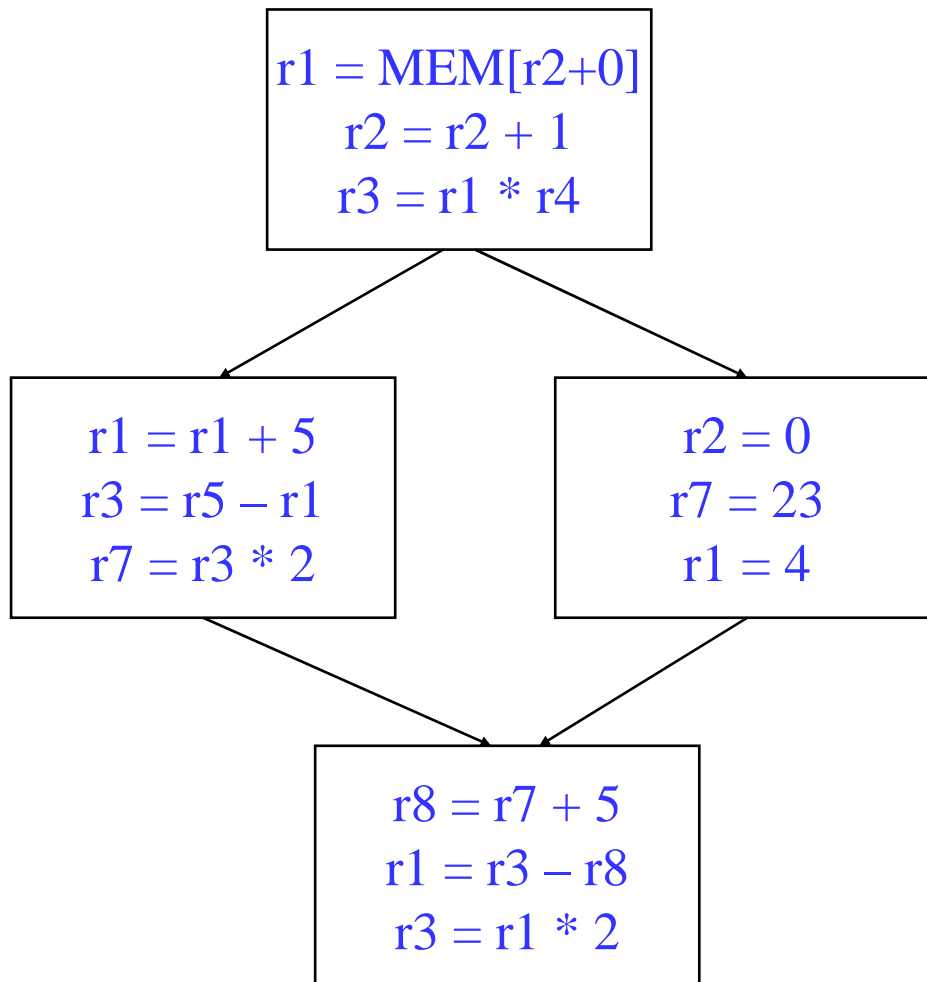 r1 = MEM[r2+0]
r2 = r2 + 1
r3 = r1 * r4
r1 = r1 + 5
r3 = r5 – r1
r7 = r3 * 2
r2 = 0
r7 = 23
r1 = 4
r8 = r7 + 5
r1 = r3 – r8
r3 = r1 * 2